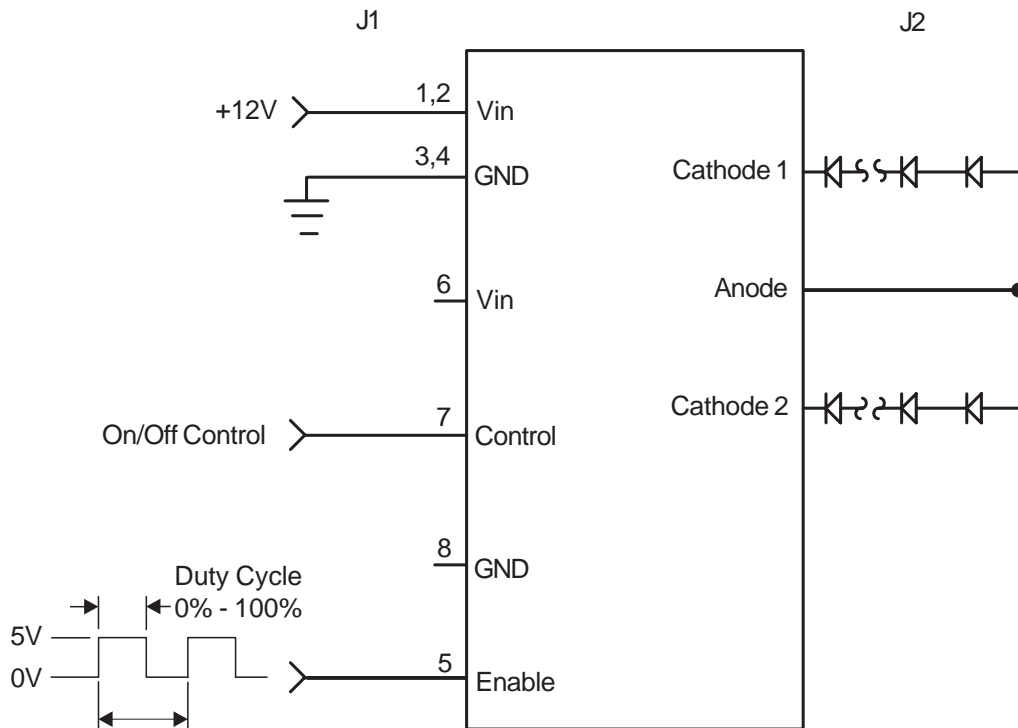 J1
J2
+12V
1,2
Vin
3,4
GND
Cathode 1
6
Vin
Anode
Cathode 2
On/Off Control
7
Control
8
GND
Duty Cycle
0% - 100%
5V
0V
5
Enable